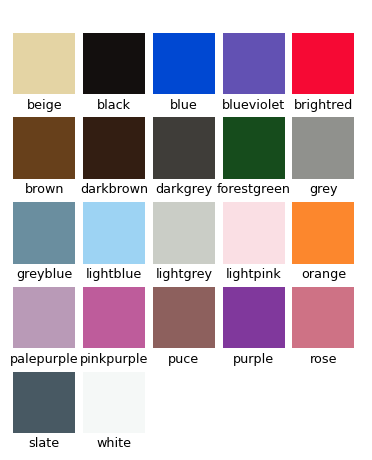 beige black blue blueviolet brightred
brown darkbrown darkgrey forestgreen grey
greyblue lightblue lightgrey lightpink orange
palepurple pinkpurple puce purple rose
slate white